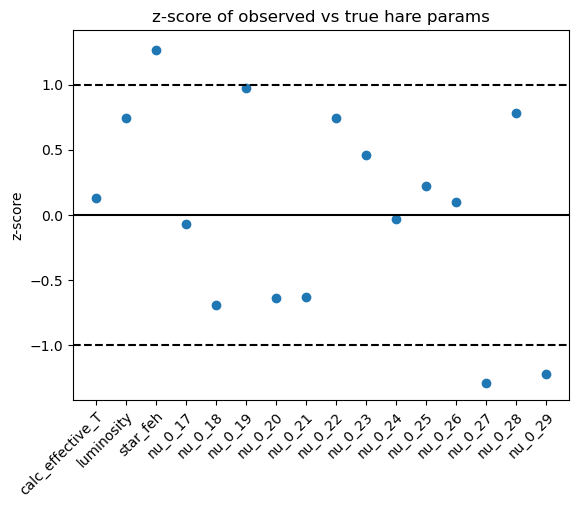 z-score of observed vs true hare params
1.0
0.5
0.0
−0.5
−1.0
z-score
calc_effective_T
luminosity
star_feh
nu_0_17
nu_0_18
nu_0_19
nu_0_20
nu_0_21
nu_0_22
nu_0_23
nu_0_24
nu_0_25
nu_0_26
nu_0_27
nu_0_28
nu_0_29